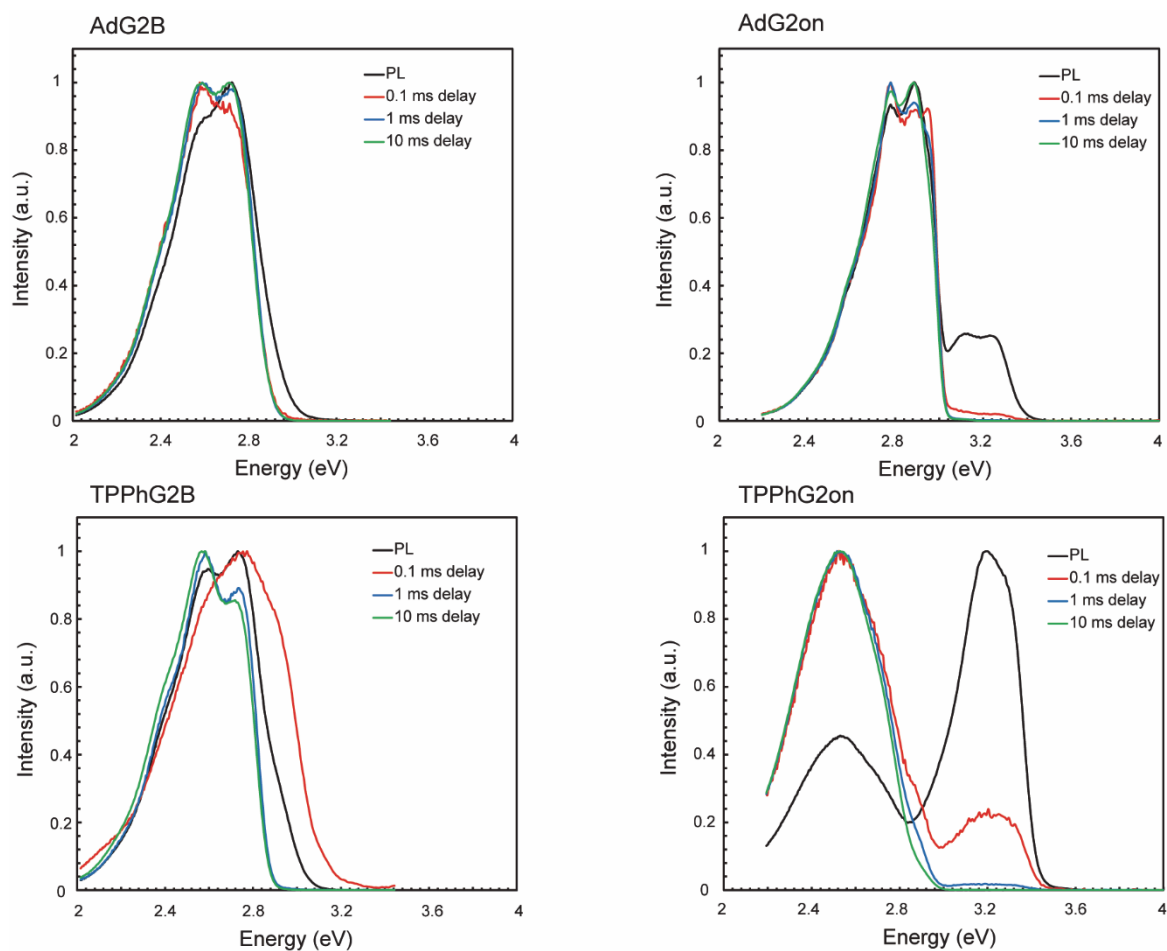 AdG2B
PL
0.1 ms delay
1 ms delay
10 ms delay
Intensity (a.u.)
1
0.8
0.6
0.4
0.2
0
2
2.4
2.8
3.2
3.6
4
Energy (eV)
AdG2on
PL
0.1 ms delay
1 ms delay
10 ms delay
Intensity (a.u.)
1
0.8
0.6
0.4
0.2
0
2
2.4
2.8
3.2
3.6
4
Energy (eV)
TPPhG2B
PL
0.1 ms delay
1 ms delay
10 ms delay
Intensity (a.u.)
1
0.8
0.6
0.4
0.2
0
2
2.4
2.8
3.2
3.6
4
Energy (eV)
TPPhG2on
PL
0.1 ms delay
1 ms delay
10 ms delay
Intensity (a.u.)
1
0.8
0.6
0.4
0.2
0
2
2.4
2.8
3.2
3.6
4
Energy (eV)